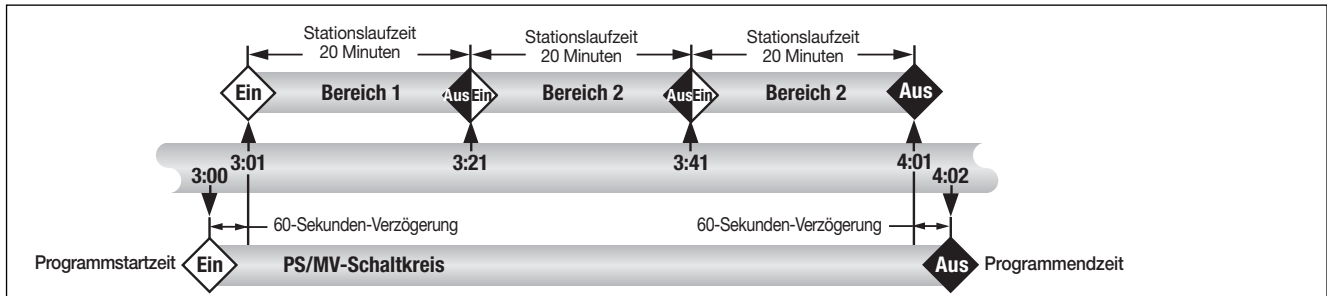 Stationslaufzeit
20 Minuten
Stationslaufzeit
20 Minuten
Stationslaufzeit
20 Minuten
Ein
Bereich 1
Aus
Ein
Bereich 2
Aus
Ein
Bereich 2
Aus
3:00
3:01
3:21
3:41
4:01
4:02
60-Sekunden-Verzögerung
60-Sekunden-Verzögerung
Programmstartzeit
Ein
PS/MV-Schaltkreis
Aus
Programmendzeit